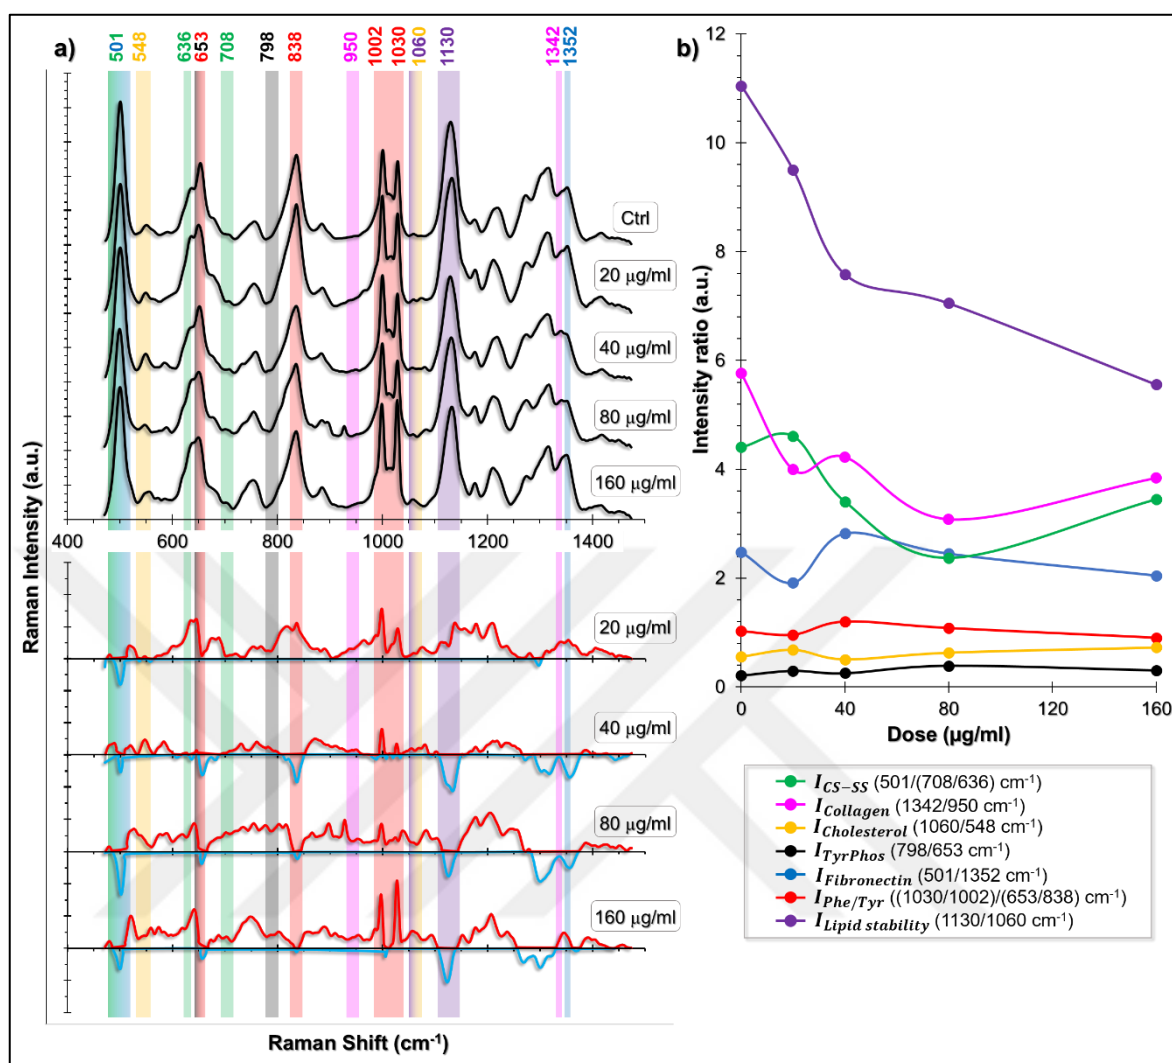 a)
501
548
636
653
708
798
838
950
1002
1030
1060
1130
1342
1352
Ctrl
20 µg/ml
40 µg/ml
80 µg/ml
160 µg/ml
400 600 800 1000 1200 1400
20 µg/ml
40 µg/ml
80 µg/ml
160 µg/ml
Raman Intensity (a.u.)
Raman Shift (cm⁻¹)
b)
12
10
8
6
4
2
0
Intensity ratio (a.u.)
0 40 80 120 160
Dose (µg/ml)
I_CS−SS (501/(708/636) cm⁻¹)
I_Collagen (1342/950 cm⁻¹)
I_Cholesterol (1060/548 cm⁻¹)
I_TyrPhos (798/653 cm⁻¹)
I_Fibronectin (501/1352 cm⁻¹)
I_Phe/Tyr ((1030/1002)/(653/838) cm⁻¹)
I_Lipid stability (1130/1060 cm⁻¹)